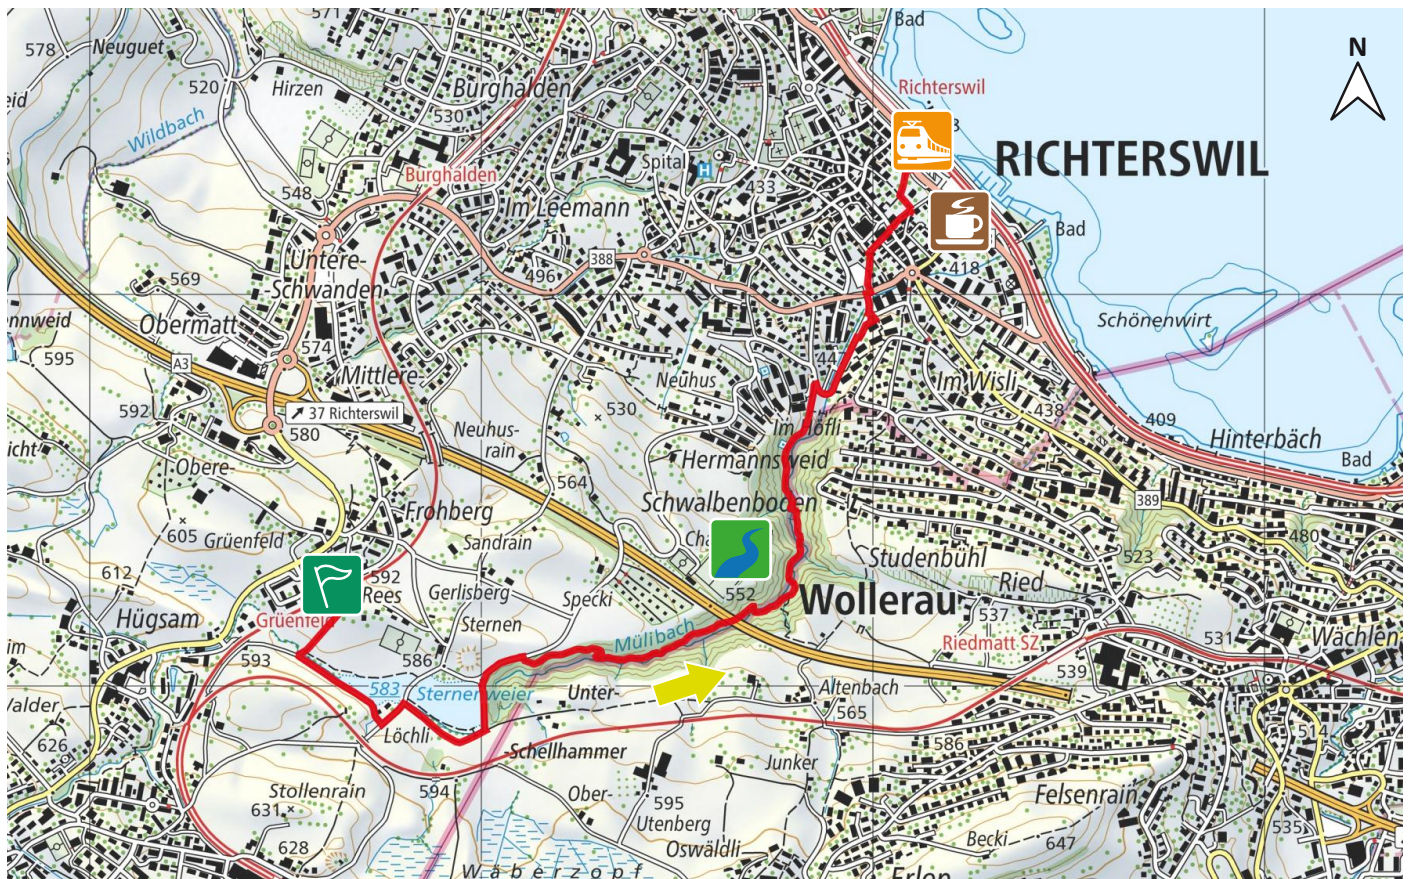 571
Bad
N
578
Neuguet
520
Hirzen
Burghalden
530
Richterswil
Wildbach
RICHTERSWIL
Spital
H
Burghalden
548
433
Im Leemann
Bad
Untere-
Schwanden
388
496
418
569
Obermatt
595
574
A3
Schönenwirt
447
Mittlere-
Neuhus
Im Wisli
592
37 Richterswil
580
530
438
409
Neuhus-
rain
Im Höfli
Hinterbäch
Bad
Hermannsweid
Obere-
564
Schwalbenboden
389
Frohberg
605
Grüenfeld
Sandrain
480
523
Studenbühl
612
592
Rees
Gerlisberg
Specki
552
Ried
Wollerau
537
Hügsam
Grüenfeld
Sternen
Mülibach
Riedmatt SZ
531
Wächlen
593
586
539
583
Sternenweier
Unter-
Altenbach
565
626
Löchli
-Schellhammer
586
514
Junker
594
Stollenrain
631
Ober-
595
Utenberg
Felsenrain
535
628
Oswäldli
Becki
647
Wäberzopf
Erlen